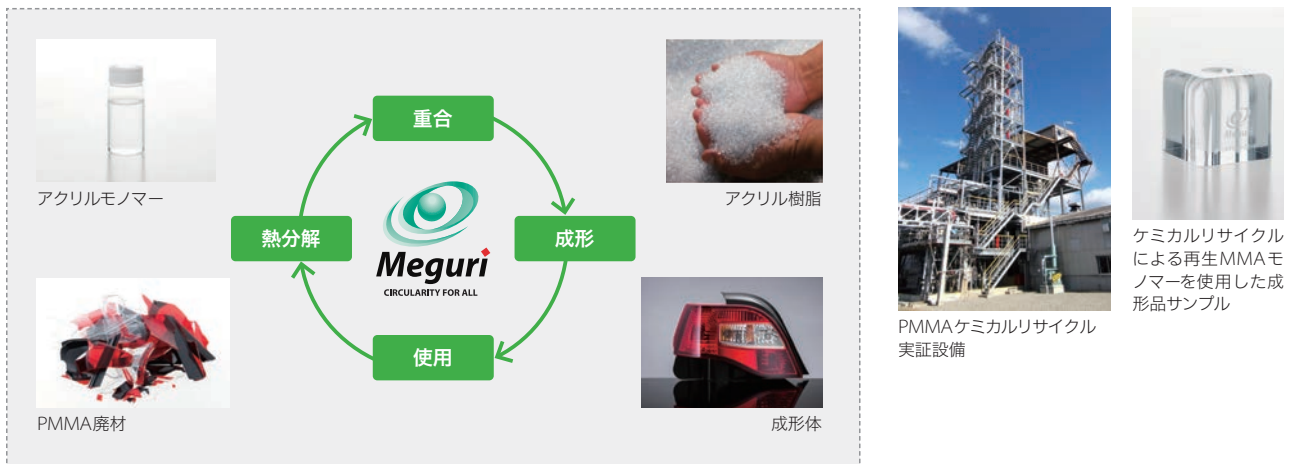 アクリルモノマー
重合
アクリル樹脂
熱分解
成形
Meguri
CIRCULARITY FOR ALL
使用
PMMA廃材
成形体
PMMAケミカルリサイクル
実証設備
ケミカルリサイクル
による再生MMAモ
ノマーを使用した成
形品サンプル